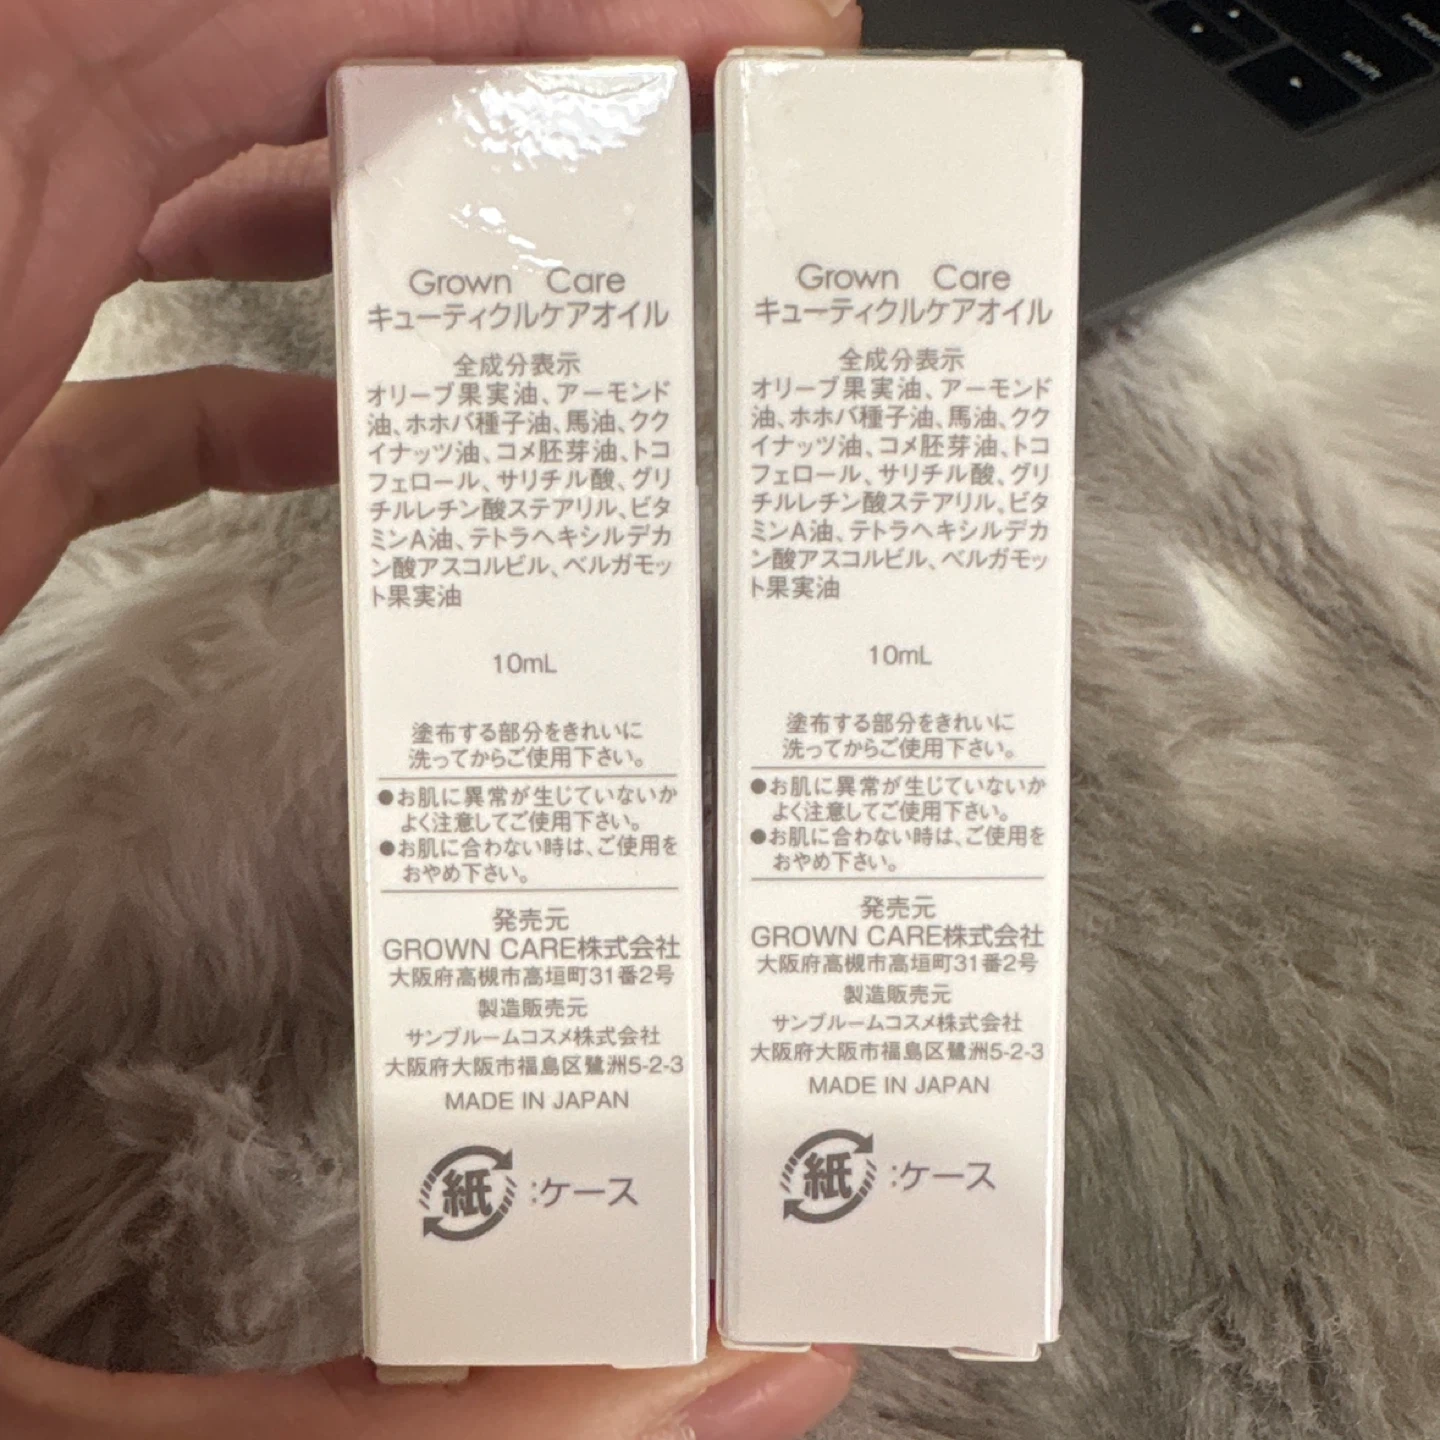 Grown Care
キューティクルケアオイル
全成分表示
オリーブ果実油、アーモンド
油、ホホバ種子油、馬油、クク
イナッツ油、コメ胚芽油、トコ
フェロール、サリチル酸、グリ
チルレチン酸ステアリル、ビタ
ミンA油、テトラヘキシルデカ
ン酸アスコルビル、ベルガモッ
ト果実油
10mL
塗布する部分をきれいに
洗ってからご使用下さい。
●お肌に異常が生じていないか
よく注意してご使用下さい。
●お肌に合わない時は、ご使用を
おやめ下さい。
発売元
GROWN CARE株式会社
大阪府高槻市高垣町31番2号
製造販売元
サンブルームコスメ株式会社
大阪府大阪市福島区鷺洲5-2-3
MADE IN JAPAN
紙:ケース
Grown Care
キューティクルケアオイル
全成分表示
オリーブ果実油、アーモンド
油、ホホバ種子油、馬油、クク
イナッツ油、コメ胚芽油、トコ
フェロール、サリチル酸、グリ
チルレチン酸ステアリル、ビタ
ミンA油、テトラヘキシルデカ
ン酸アスコルビル、ベルガモッ
ト果実油
10mL
塗布する部分をきれいに
洗ってからご使用下さい。
●お肌に異常が生じていないか
よく注意してご使用下さい。
●お肌に合わない時は、ご使用を
おやめ下さい。
発売元
GROWN CARE株式会社
大阪府高槻市高垣町31番2号
製造販売元
サンブルームコスメ株式会社
大阪府大阪市福島区鷺洲5-2-3
MADE IN JAPAN
紙:ケース
shift